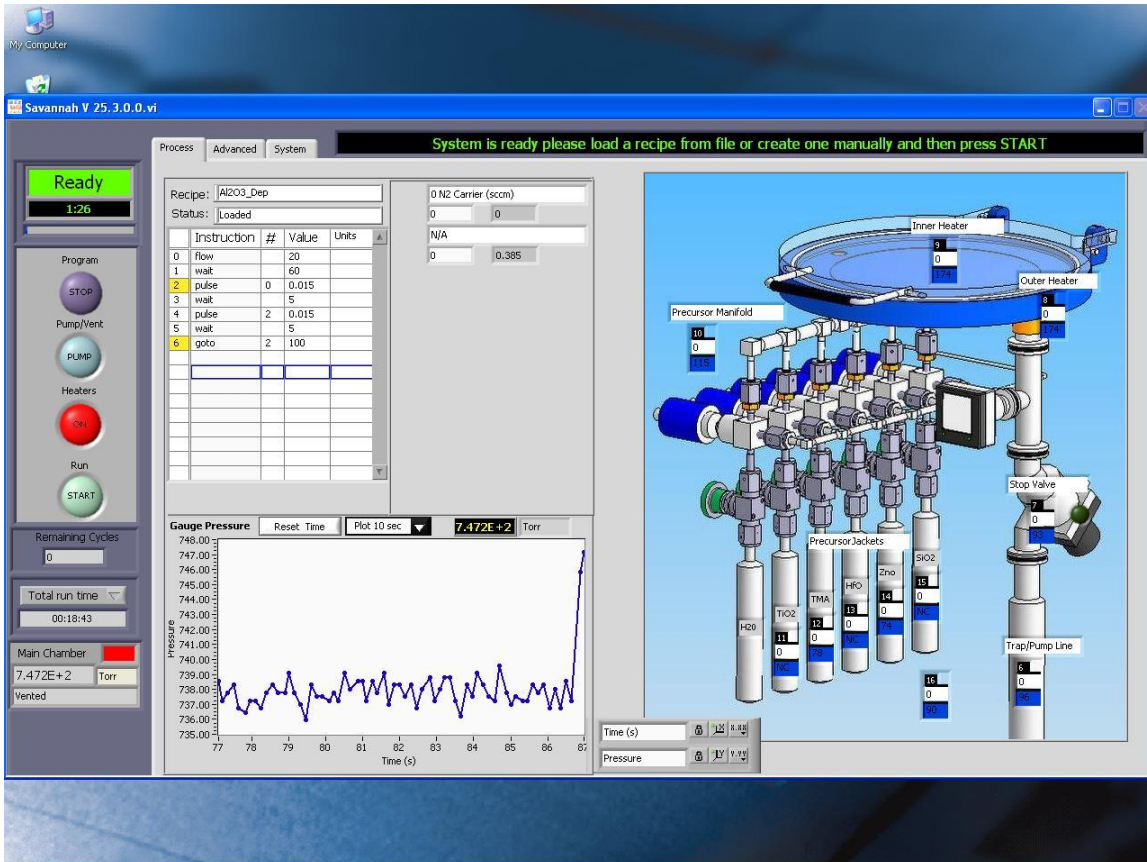 My Computer
Savannah V 25.3.0.0.vi
Process
Advanced
System
System is ready please load a recipe from file or create one manually and then press START
Ready
1:26
Program
STOP
Pump/Vent
PUMP
Heaters
ON
Run
START
Remaining Cycles
0
Total run time
00:18:43
Main Chamber
7.472E+2 Torr
Vented
Recipe: Al2O3_Dep
Status: Loaded
Instruction # Value Units
0 flow 20
1 wait 60
2 pulse 0 0.015
3 wait 5
4 pulse 2 0.015
5 wait 5
6 goto 2 100
0 N2 Carrier (sccm)
0 0
N/A
0 0.385
Gauge Pressure Reset Time Plot 10 sec 7.472E+2 Torr
748.00
747.00
746.00
745.00
744.00
743.00
742.00
741.00
740.00
739.00
738.00
737.00
736.00
735.00
Pressure
77 78 79 80 81 82 83 84 85 86 87
Time (s)
Time (s) X.XX
Pressure Y.YY
Inner Heater
9
0
174
Outer Heater
8
0
174
Precursor Manifold
10
0
115
Stop Valve
7
0
93
PrecursorJackets
H20
TiO2
11
0
NC
TMA
12
0
78
HfO
13
0
NC
Zno
14
0
74
SiO2
15
0
NC
16
0
90
Trap/Pump Line
6
0
96